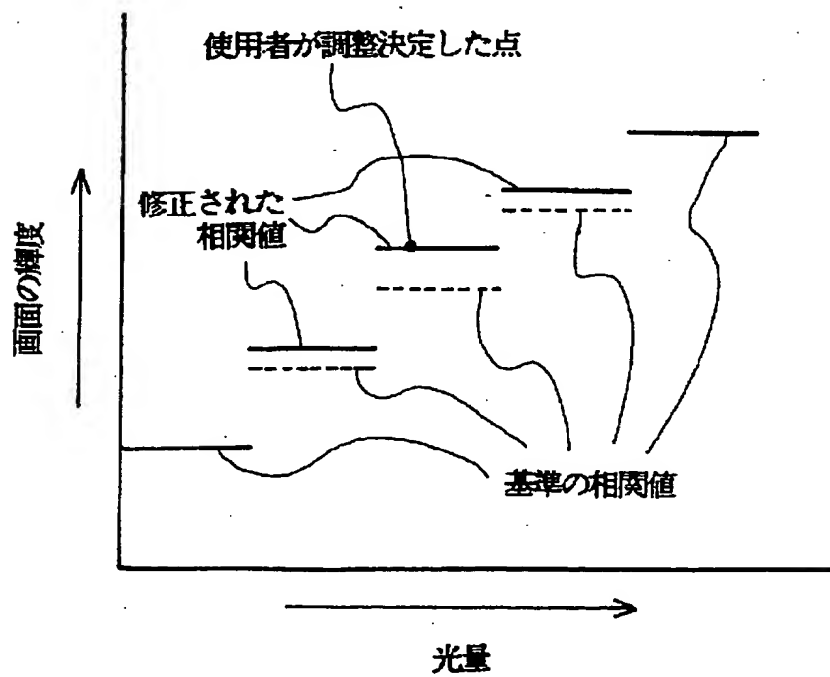 使用者が調整決定した点
修正された
相関値
画面の輝度
基準の相関値
光量